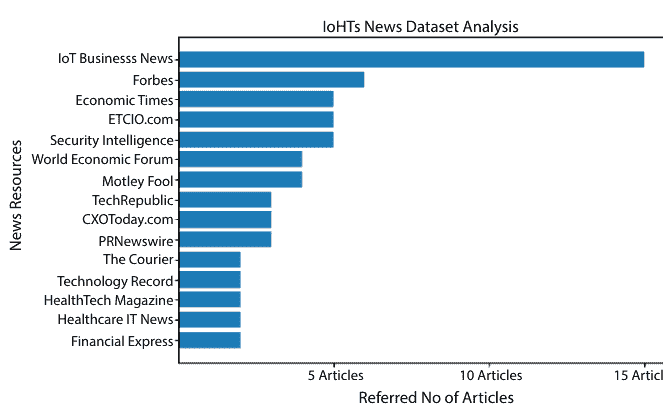 IoHTs News Dataset Analysis
News Resources
IoT Businesss News
Forbes
Economic Times
ETCIO.com
Security Intelligence
World Economic Forum
Motley Fool
TechRepublic
CXOToday.com
PRNewswire
The Courier
Technology Record
HealthTech Magazine
Healthcare IT News
Financial Express
5 Articles 10 Articles 15 Articl
Referred No of Articles